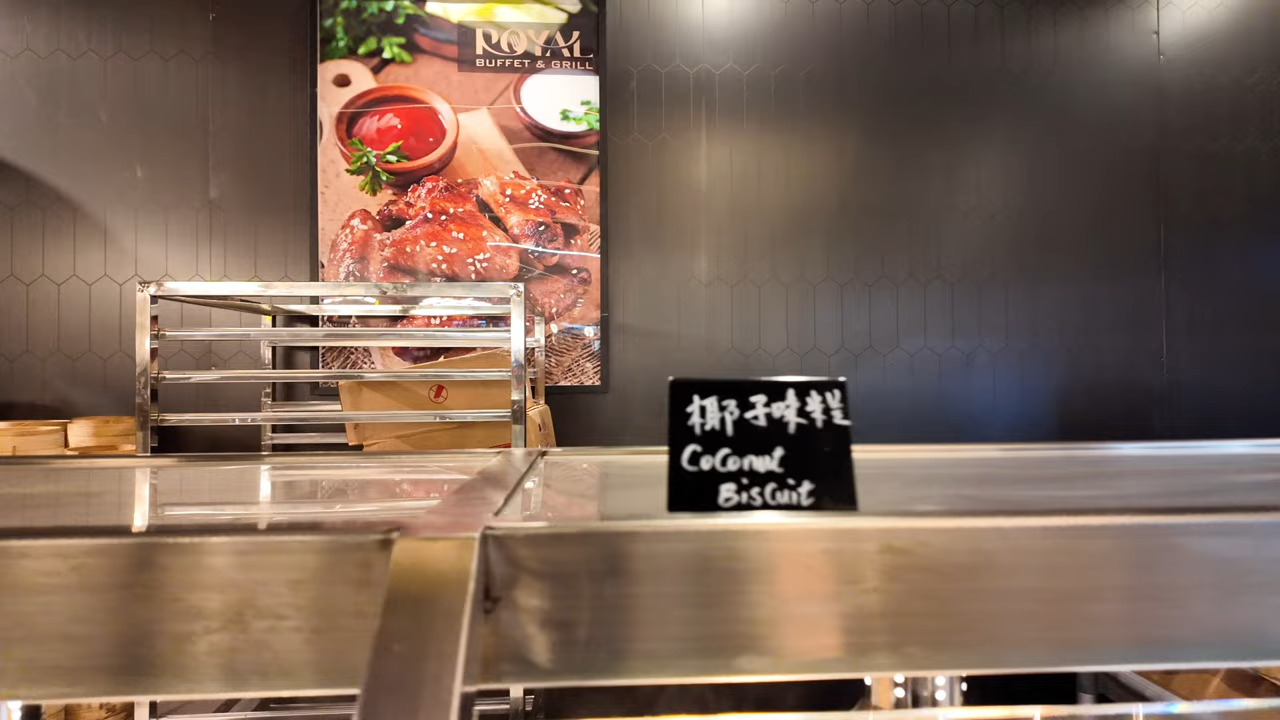 ROYAL
BUFFET & GRILL
椰子味糕
Coconut
Biscuit